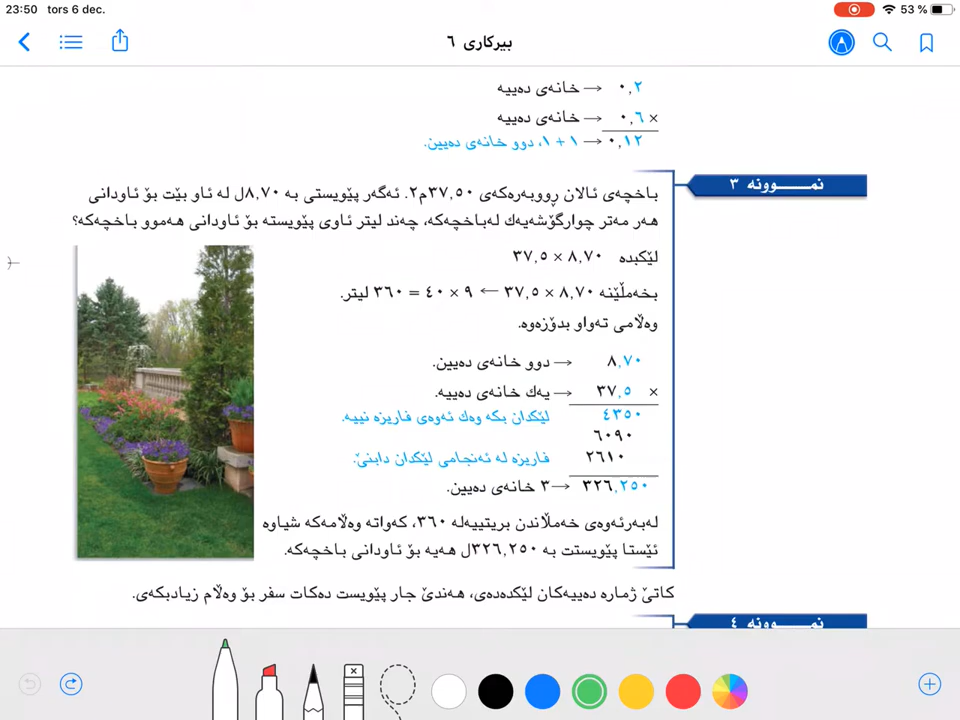 23:50 tors 6 dec.
53 %
بیرکاری ٦
٠,٢ → خانەی دەییە
× ٠,٦ → خانەی دەییە
٠,١٢ → ١ + ١، دوو خانەی دەیین.
نمـــــوونە ٣
باخچەی ئالان ڕووبەرەکەی ٣٧,٥٠م٢. ئەگەر پێویستی بە ٨,٧٠ل لە ئاو بێت بۆ ئاودانی
هەر مەتر چوارگۆشەیەك لەباخچەکە، چەند لیتر ئاوی پێویستە بۆ ئاودانی هەموو باخچەکە؟
لێکبدە ٨,٧٠ × ٣٧,٥
بخەمڵێنە ٨,٧٠ × ٣٧,٥ ← ٩ × ٤٠ = ٣٦٠ لیتر.
وەڵامی تەواو بدۆزەوە.
٨,٧٠ → دوو خانەی دەیین.
× ٣٧,٥ → یەك خانەی دەییە.
٤٣٥٠ لێکدان بکە وەك ئەوەی فاریزە نییە.
٦٠٩٠
٢٦١٠ فاریزە لە ئەنجامی لێکدان دابنێ.
٣٢٦,٢٥٠ → ٣ خانەی دەیین.
لەبەرئەوەی خەمڵاندن بریتییەلە ٣٦٠، کەواتە وەڵامەکە شیاوە
ئێستا پێویستت بە ٣٢٦,٢٥٠ل هەیە بۆ ئاودانی باخچەکە.
کاتێ ژمارە دەییەکان لێکدەدەی، هەندێ جار پێویست دەکات سفر بۆ وەڵام زیادبکەی.
نمـــــوونە ٤